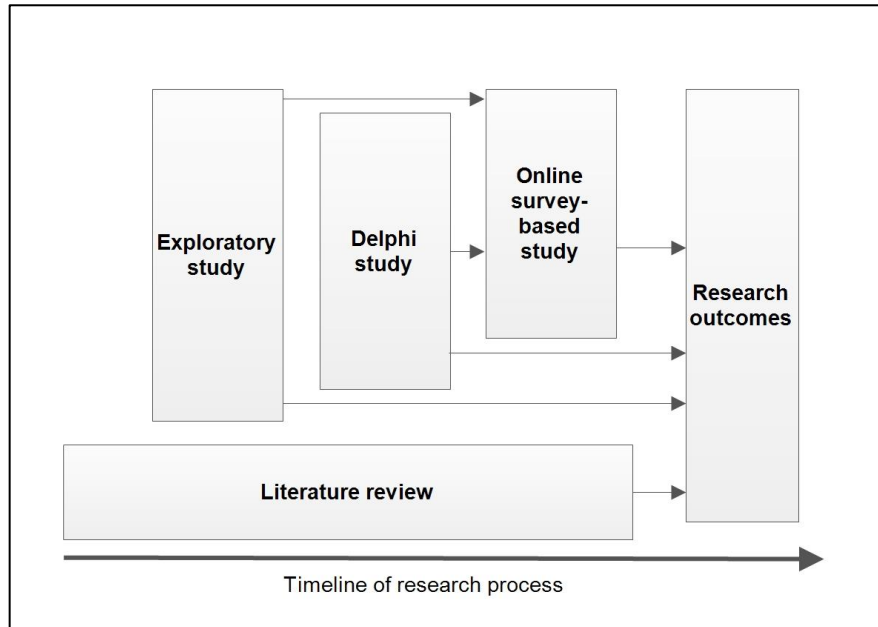 Exploratory
study
Delphi
study
Online
survey-
based
study
Research
outcomes
Literature review
Timeline of research process